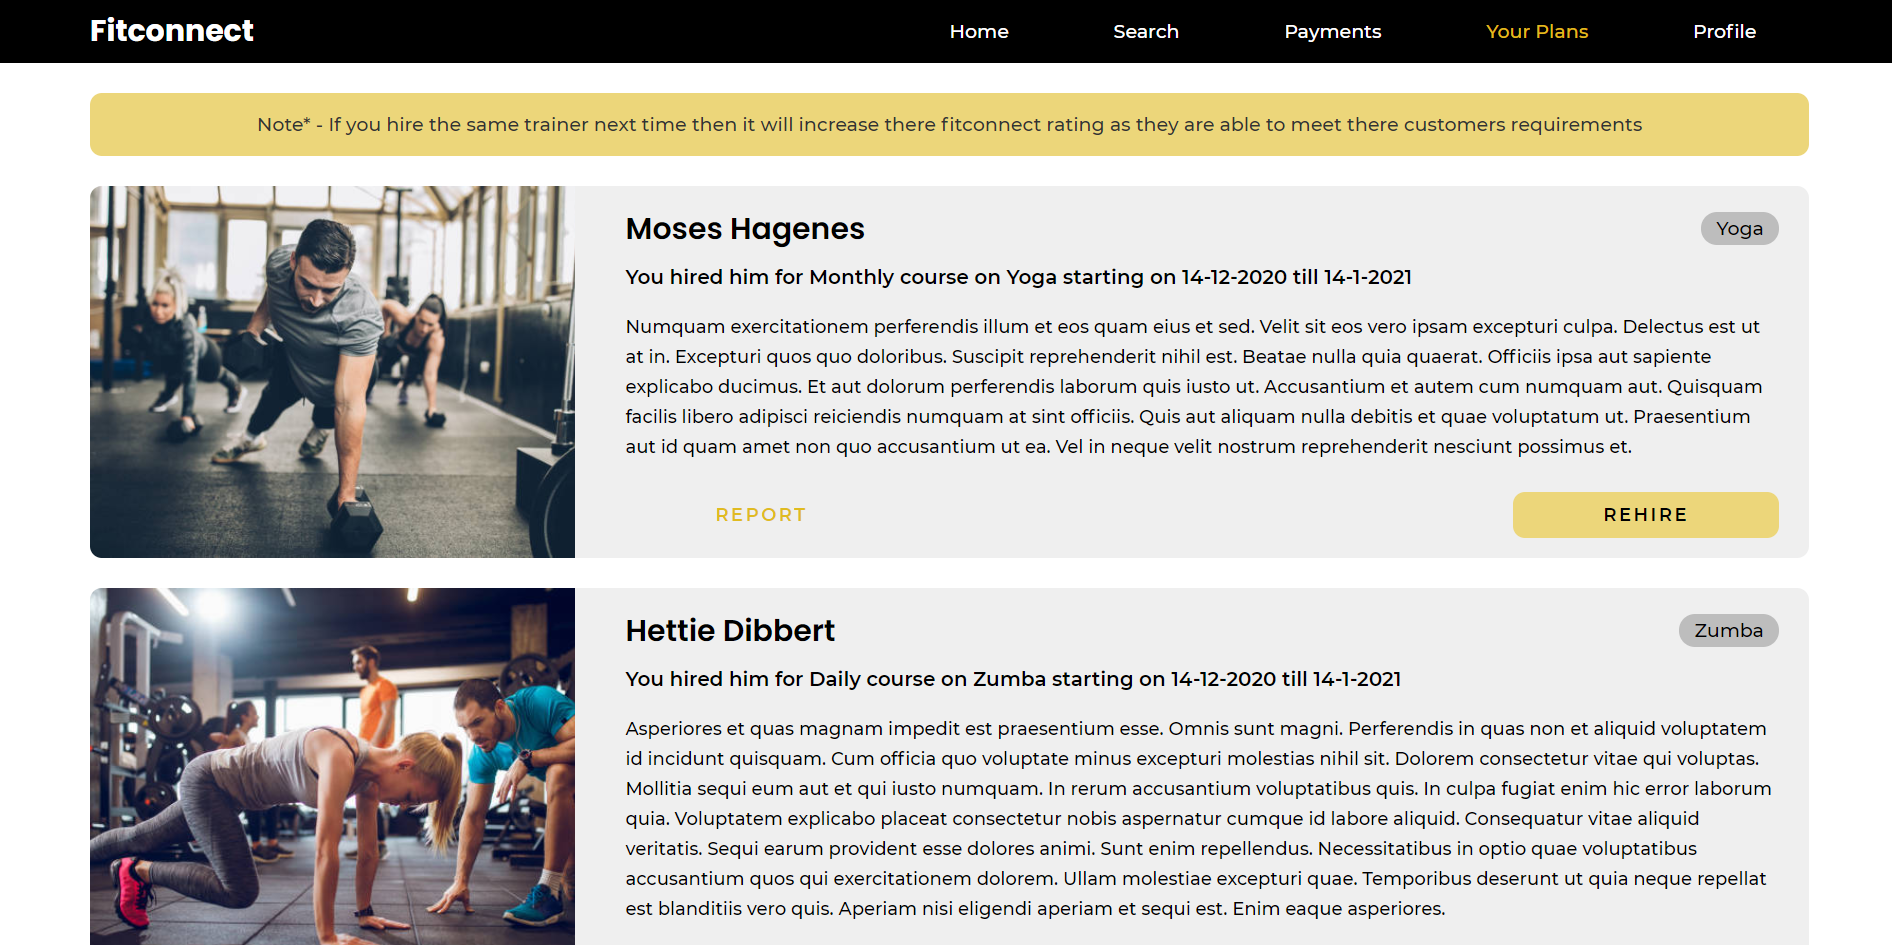 Fitconnect
Home Search Payments Your Plans Profile
Note* - If you hire the same trainer next time then it will increase there fitconnect rating as they are able to meet there customers requirements
Moses Hagenes
Yoga
You hired him for Monthly course on Yoga starting on 14-12-2020 till 14-1-2021
Numquam exercitationem perferendis illum et eos quam eius et sed. Velit sit eos vero ipsam excepturi culpa. Delectus est ut
at in. Excepturi quos quo doloribus. Suscipit reprehenderit nihil est. Beatae nulla quia quaerat. Officiis ipsa aut sapiente
explicabo ducimus. Et aut dolorum perferendis laborum quis iusto ut. Accusantium et autem cum numquam aut. Quisquam
facilis libero adipisci reiciendis numquam at sint officiis. Quis aut aliquam nulla debitis et quae voluptatum ut. Praesentium
aut id quam amet non quo accusantium ut ea. Vel in neque velit nostrum reprehenderit nesciunt possimus et.
REPORT
REHIRE
Hettie Dibbert
Zumba
You hired him for Daily course on Zumba starting on 14-12-2020 till 14-1-2021
Asperiores et quas magnam impedit est praesentium esse. Omnis sunt magni. Perferendis in quas non et aliquid voluptatem
id incidunt quisquam. Cum officia quo voluptate minus excepturi molestias nihil sit. Dolorem consectetur vitae qui voluptas.
Mollitia sequi eum aut et qui iusto numquam. In rerum accusantium voluptatibus quis. In culpa fugiat enim hic error laborum
quia. Voluptatem explicabo placeat consectetur nobis aspernatur cumque id labore aliquid. Consequatur vitae aliquid
veritatis. Sequi earum provident esse dolores animi. Sunt enim repellendus. Necessitatibus in optio quae voluptatibus
accusantium quos qui exercitationem dolorem. Ullam molestiae excepturi quae. Temporibus deserunt ut quia neque repellat
est blanditiis vero quis. Aperiam nisi eligendi aperiam et sequi est. Enim eaque asperiores.